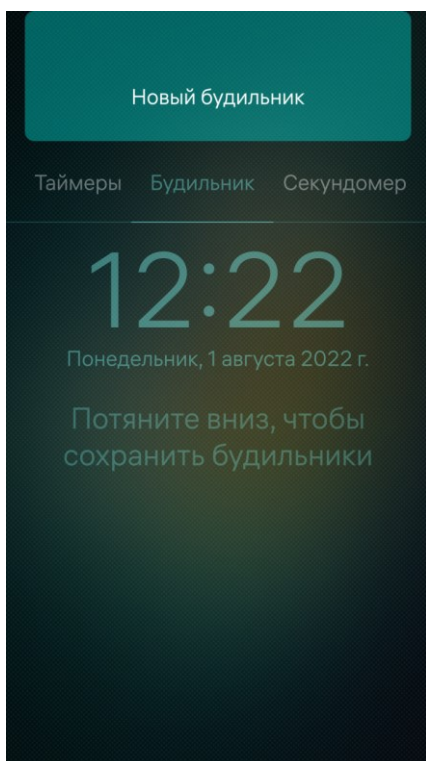 Новый будильник
Таймеры Будильник Секундомер
12:22
Понедельник, 1 августа 2022 г.
Потяните вниз, чтобы
сохранить будильники